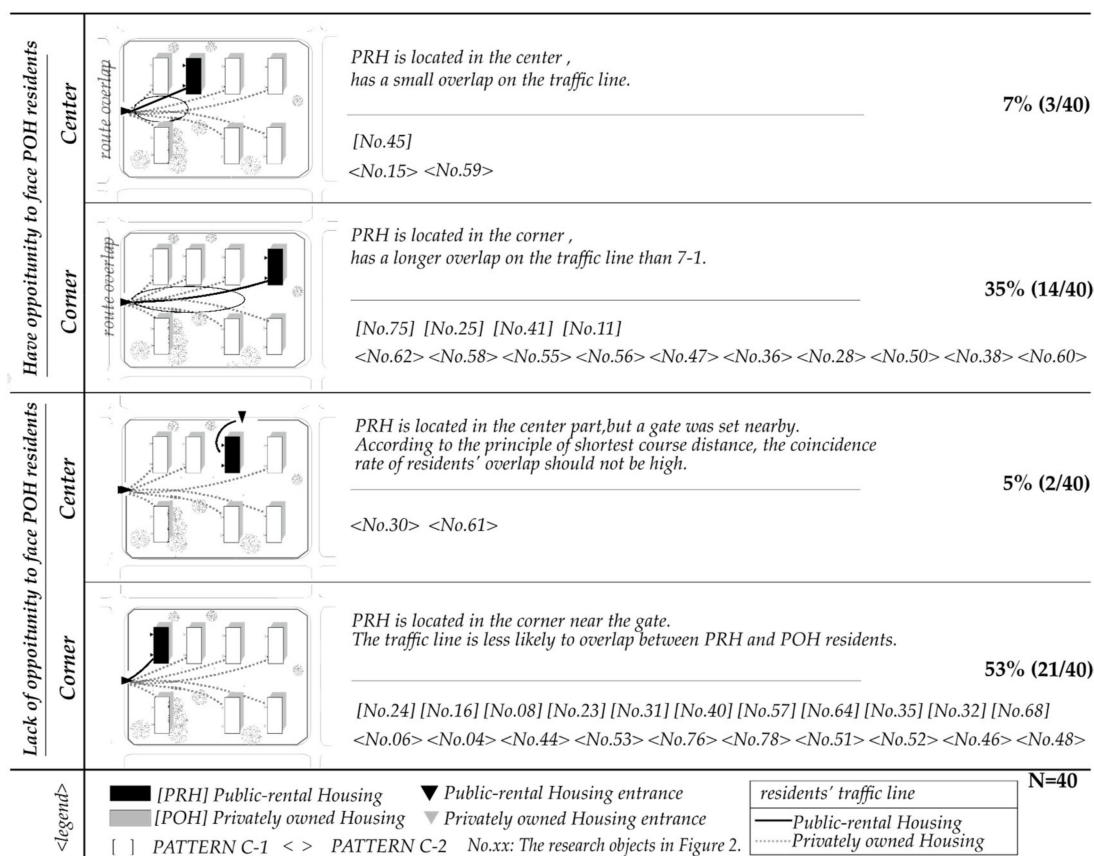 Have oppoitunity to face POH residents
Center
route overlap
PRH is located in the center ,
has a small overlap on the traffic line.
7% (3/40)
[No.45]
<No.15> <No.59>
Corner
route overlap
PRH is located in the corner ,
has a longer overlap on the traffic line than 7-1.
35% (14/40)
[No.75] [No.25] [No.41] [No.11]
<No.62> <No.58> <No.55> <No.56> <No.47> <No.36> <No.28> <No.50> <No.38> <No.60>
Lack of oppoitunity to face POH residents
Center
PRH is located in the center part,but a gate was set nearby.
According to the principle of shortest course distance, the coincidence
rate of residents' overlap should not be high.
5% (2/40)
<No.30> <No.61>
Corner
PRH is located in the corner near the gate.
The traffic line is less likely to overlap between PRH and POH residents.
53% (21/40)
[No.24] [No.16] [No.08] [No.23] [No.31] [No.40] [No.57] [No.64] [No.35] [No.32] [No.68]
<No.06> <No.04> <No.44> <No.53> <No.76> <No.78> <No.51> <No.52> <No.46> <No.48>
N=40
<legend>
[PRH] Public-rental Housing
Public-rental Housing entrance
[POH] Privately owned Housing
Privately owned Housing entrance
[ ] PATTERN C-1 < > PATTERN C-2 No.xx: The research objects in Figure 2.
residents' traffic line
Public-rental Housing
Privately owned Housing